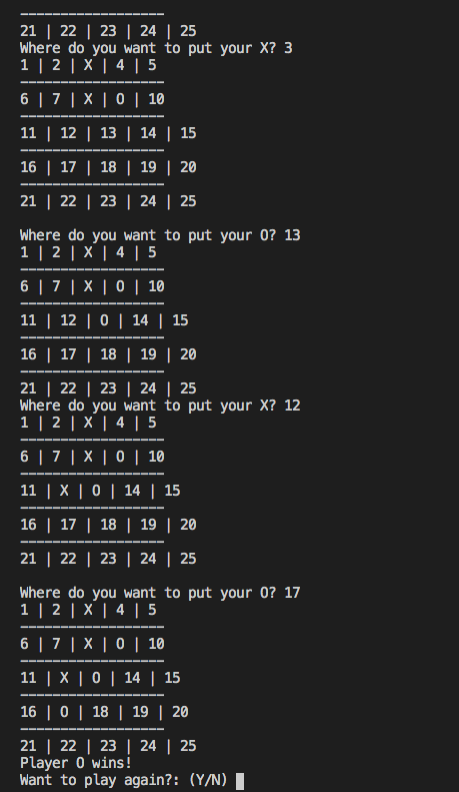 ------------------
21 | 22 | 23 | 24 | 25
Where do you want to put your X? 3
1 | 2 | X | 4 | 5
------------------
6 | 7 | X | O | 10
------------------
11 | 12 | 13 | 14 | 15
------------------
16 | 17 | 18 | 19 | 20
------------------
21 | 22 | 23 | 24 | 25
Where do you want to put your O? 13
1 | 2 | X | 4 | 5
------------------
6 | 7 | X | O | 10
------------------
11 | 12 | O | 14 | 15
------------------
16 | 17 | 18 | 19 | 20
------------------
21 | 22 | 23 | 24 | 25
Where do you want to put your X? 12
1 | 2 | X | 4 | 5
------------------
6 | 7 | X | O | 10
------------------
11 | X | O | 14 | 15
------------------
16 | 17 | 18 | 19 | 20
------------------
21 | 22 | 23 | 24 | 25
Where do you want to put your O? 17
1 | 2 | X | 4 | 5
------------------
6 | 7 | X | O | 10
------------------
11 | X | O | 14 | 15
------------------
16 | O | 18 | 19 | 20
------------------
21 | 22 | 23 | 24 | 25
Player O wins!
Want to play again?: (Y/N)